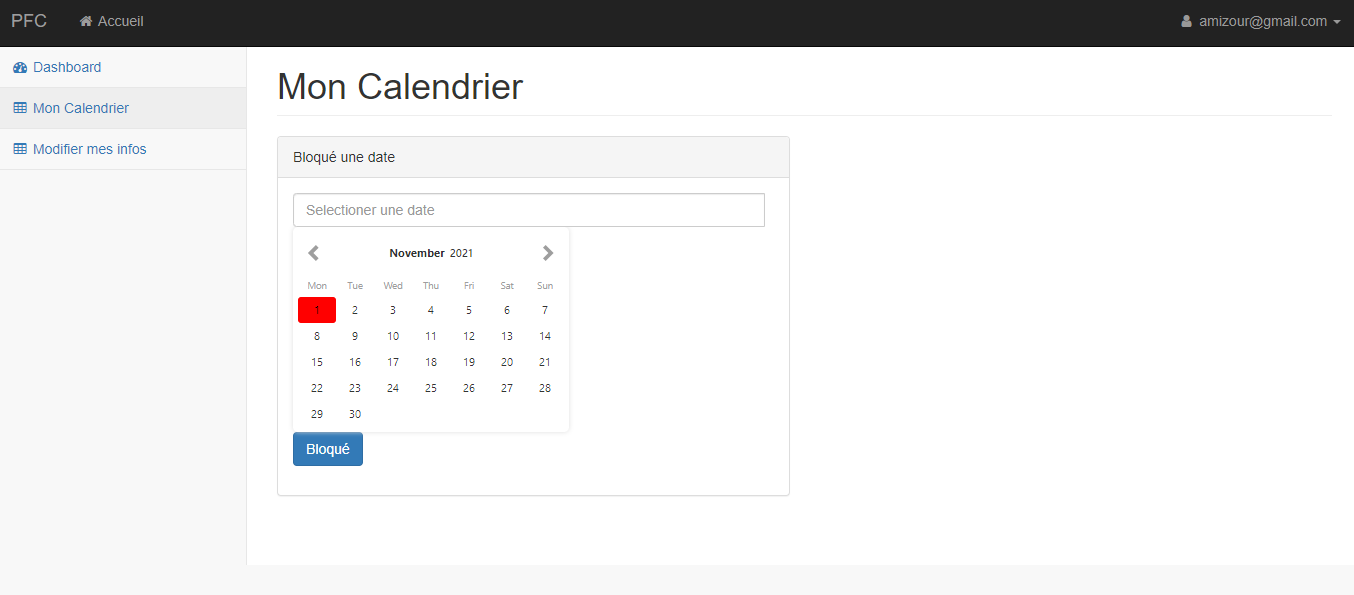 PFC Accueil amizour@gmail.com
Dashboard
Mon Calendrier
Modifier mes infos
Mon Calendrier
Bloqué une date
Selectioner une date
November 2021
Mon Tue Wed Thu Fri Sat Sun
1 2 3 4 5 6 7
8 9 10 11 12 13 14
15 16 17 18 19 20 21
22 23 24 25 26 27 28
29 30
Bloqué